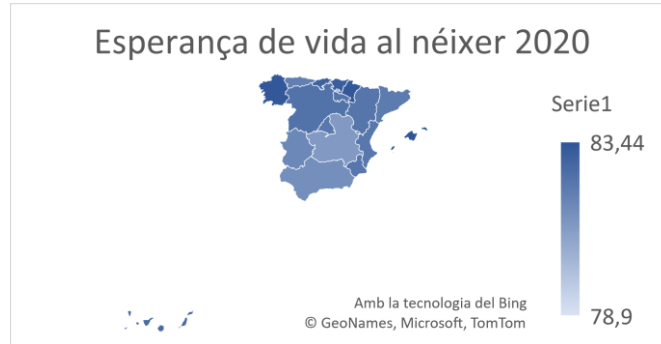 Esperança de vida al néixer 2020
Serie1
83,44
78,9
Amb la tecnologia del Bing
© GeoNames, Microsoft, TomTom